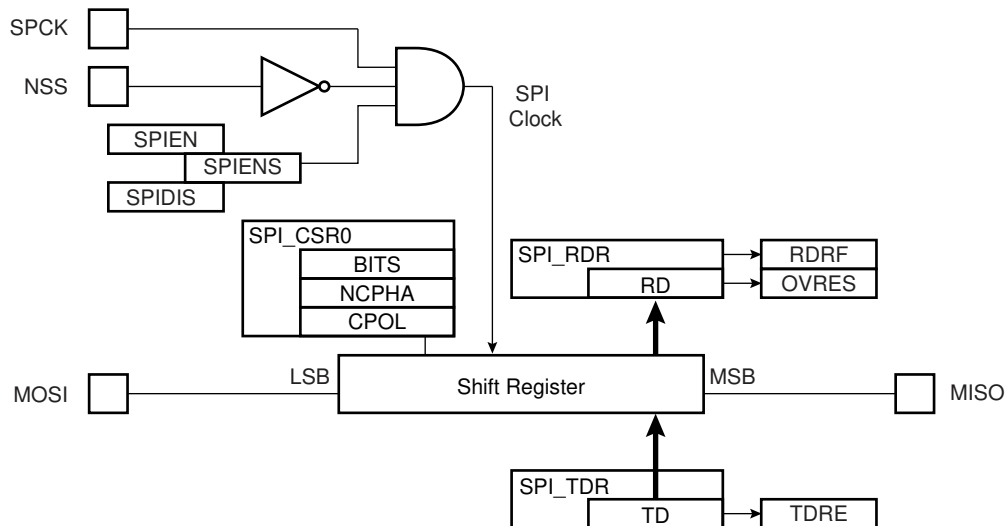 SPCK
NSS
SPI
Clock
SPIEN
SPIENS
SPIDIS
SPI_CSR0
BITS
NCPHA
CPOL
SPI_RDR
RD
RDRF
OVRES
MOSI
LSB
Shift Register
MSB
MISO
SPI_TDR
TD
TDRE